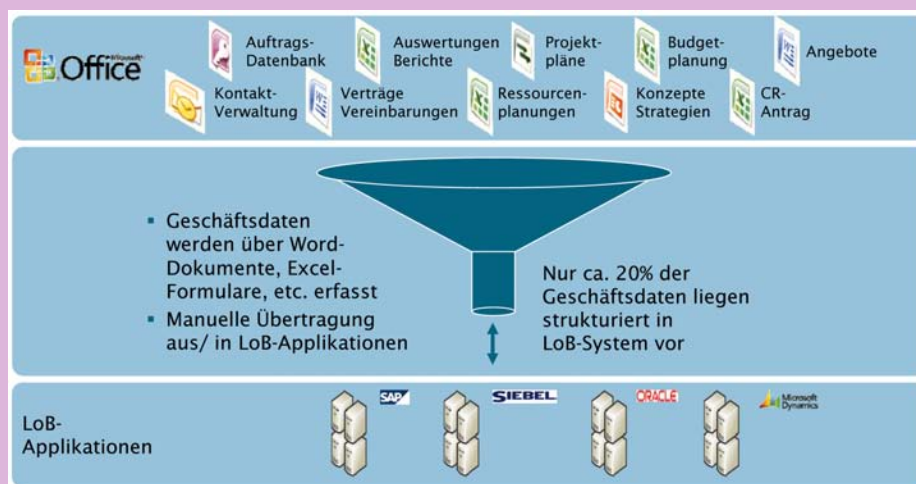 Microsoft
Office
Auftrags-
Datenbank
Auswertungen
Berichte
Projekt-
pläne
Budget-
planung
Angebote
Kontakt-
Verwaltung
Verträge
Vereinbarungen
Ressourcen-
planungen
Konzepte
Strategien
CR-
Antrag
▪ Geschäftsdaten
werden über Word-
Dokumente, Excel-
Formulare, etc. erfasst
▪ Manuelle Übertragung
aus/ in LoB-Applikationen
Nur ca. 20% der
Geschäftsdaten liegen
strukturiert in
LoB-System vor
LoB-
Applikationen
SAP
SIEBEL
ORACLE
Microsoft
Dynamics